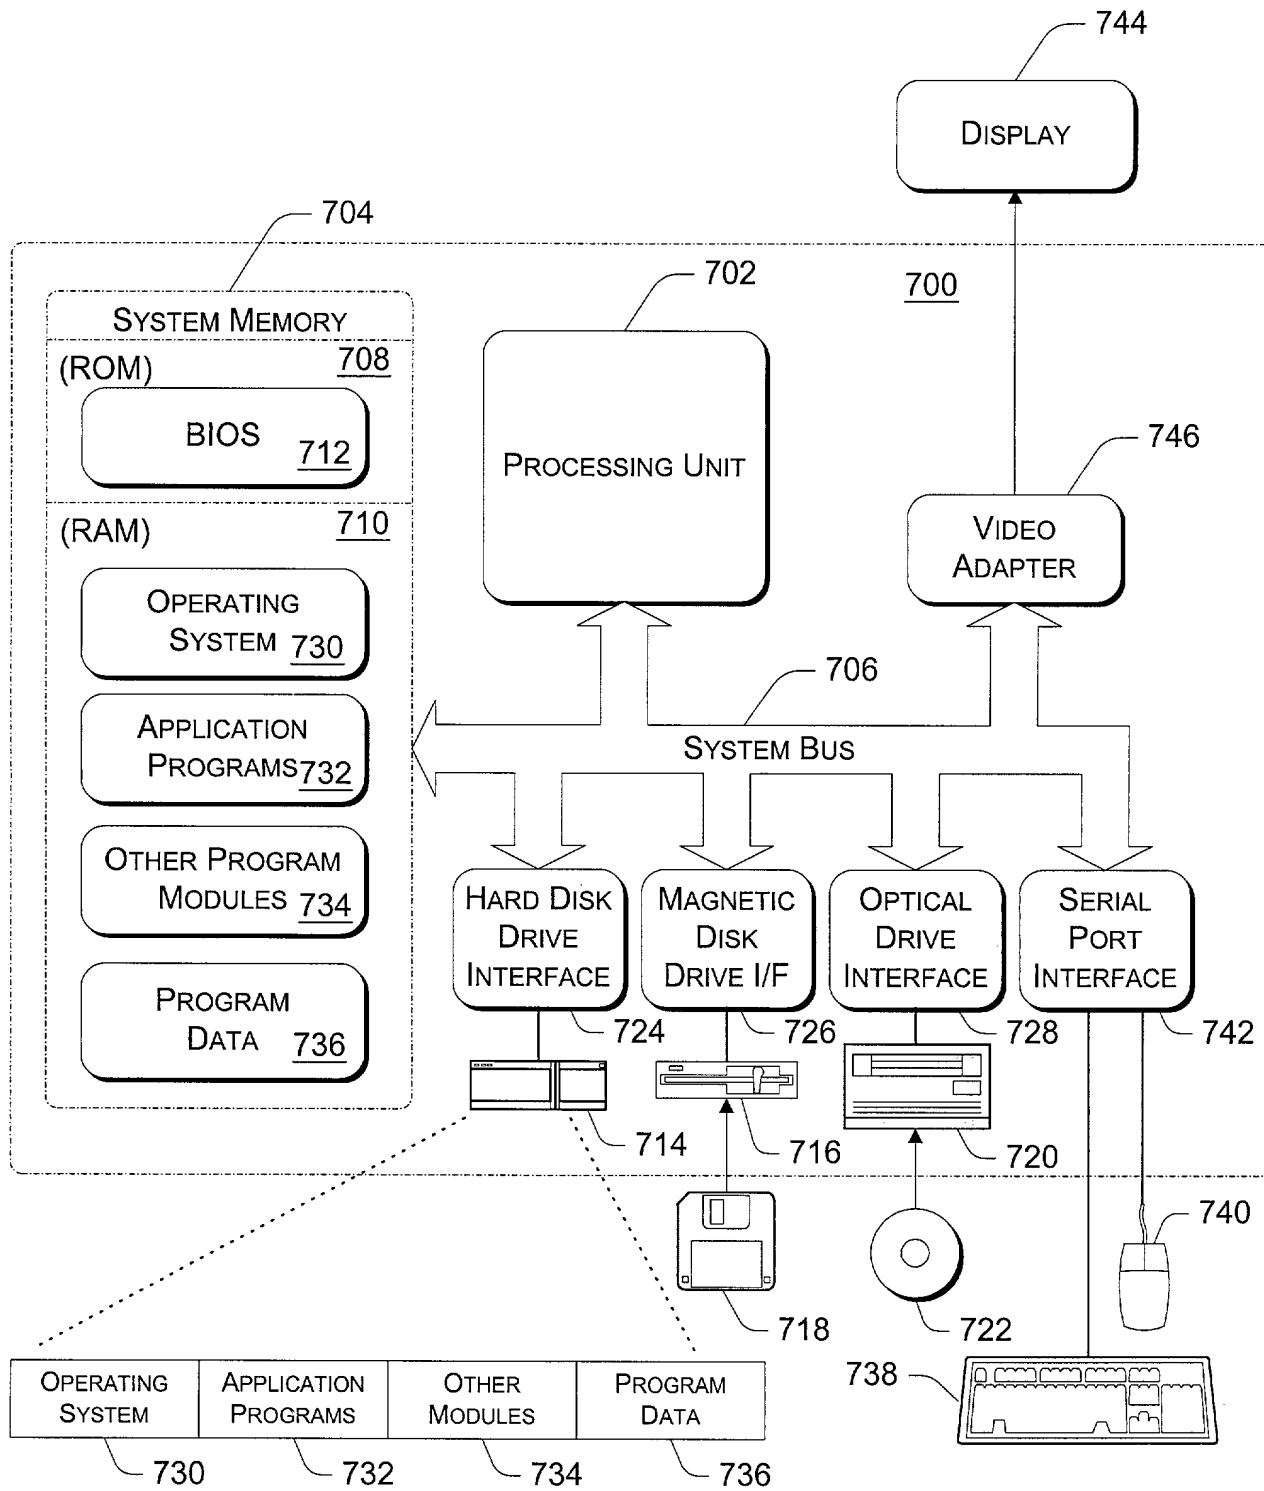 744
DISPLAY
704
702
700
SYSTEM MEMORY
(ROM)
708
BIOS
712
PROCESSING UNIT
746
VIDEO
ADAPTER
(RAM)
710
OPERATING
SYSTEM
730
706
APPLICATION
PROGRAMS 732
SYSTEM BUS
OTHER PROGRAM
MODULES 734
HARD DISK
DRIVE
INTERFACE
MAGNETIC
DISK
DRIVE I/F
OPTICAL
DRIVE
INTERFACE
SERIAL
PORT
INTERFACE
PROGRAM
DATA 736
724
726
728
742
714
716
720
740
718
722
738
OPERATING
SYSTEM
APPLICATION
PROGRAMS
OTHER
MODULES
PROGRAM
DATA
730
732
734
736